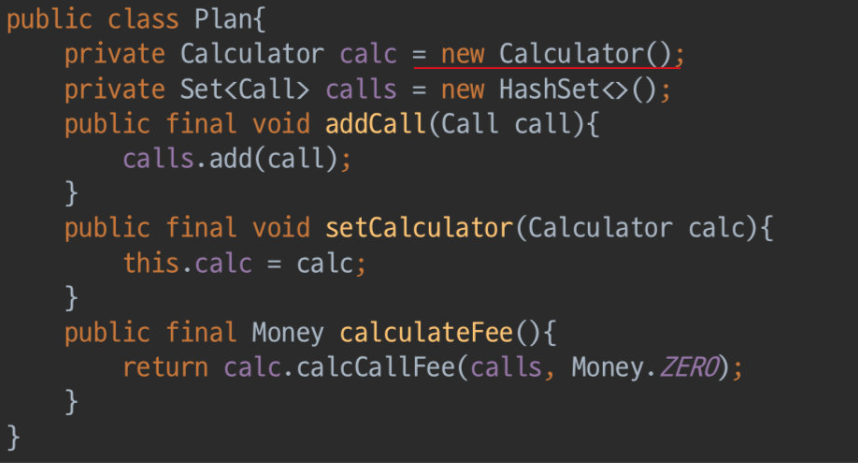 public class Plan{
    private Calculator calc = new Calculator();
    private Set<Call> calls = new HashSet<>();
    public final void addCall(Call call){
        calls.add(call);
    }
    public final void setCalculator(Calculator calc){
        this.calc = calc;
    }
    public final Money calculateFee(){
        return calc.calcCallFee(calls, Money.ZERO);
    }
}